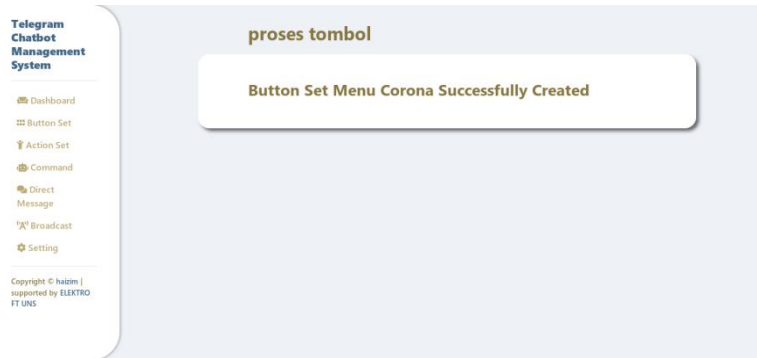 Telegram
Chatbot
Management
System
Dashboard
Button Set
Action Set
Command
Direct
Message
Broadcast
Setting
Copyright © haizim |
supported by ELEKTRO
FT UNS
proses tombol
Button Set Menu Corona Successfully Created